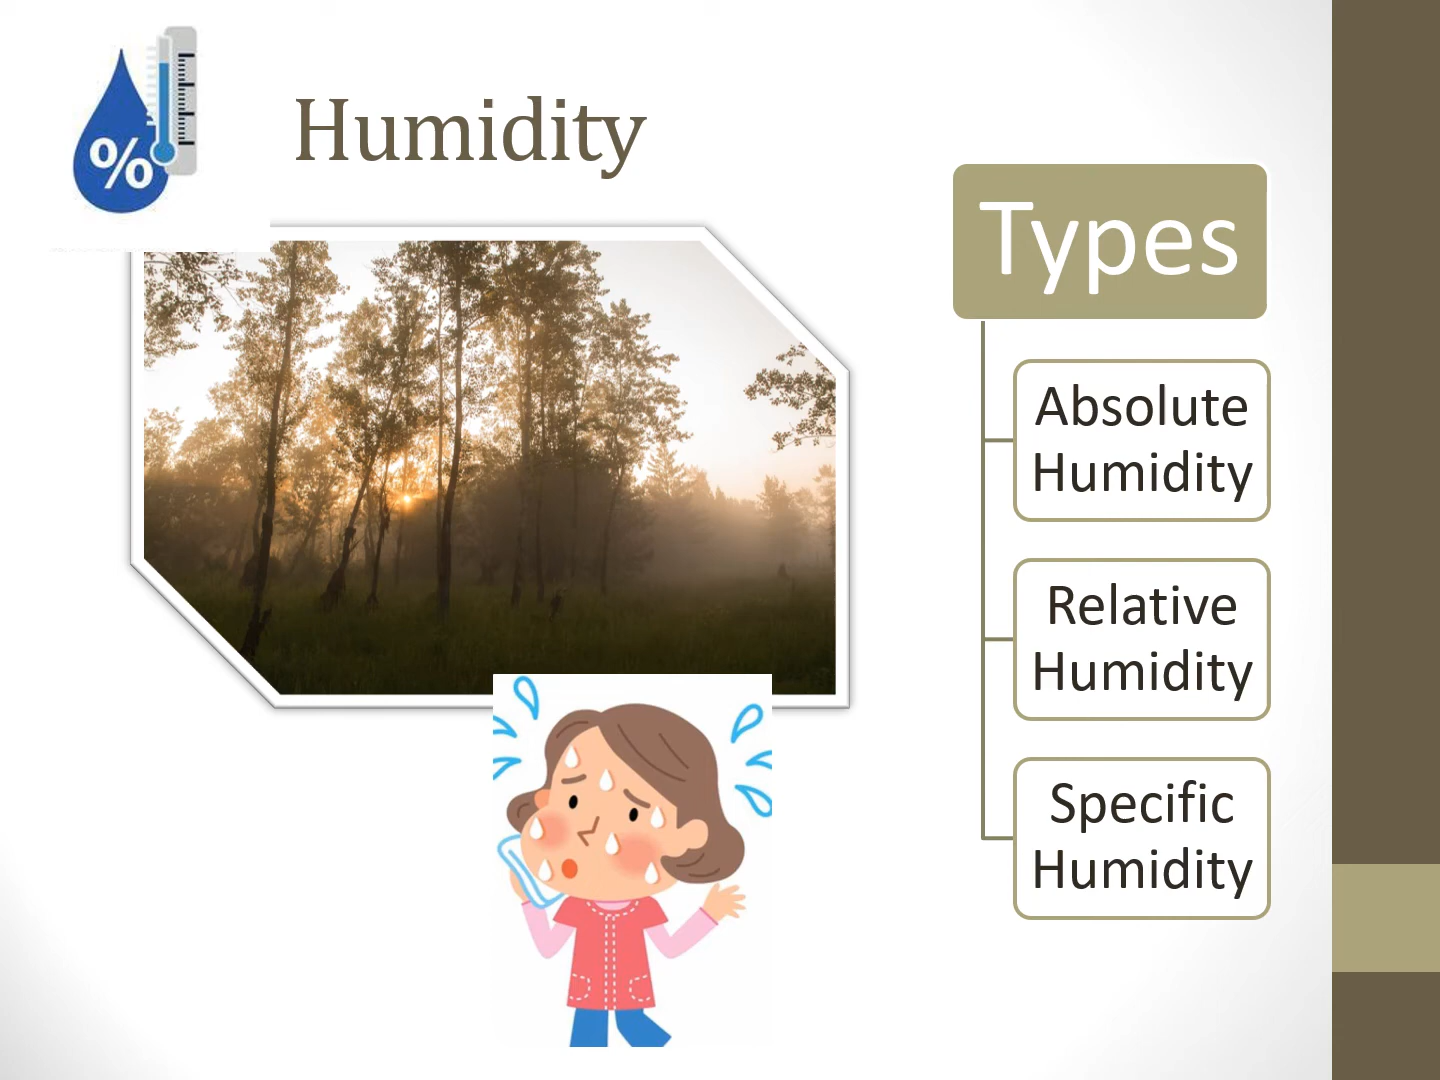 %
Humidity
Types
Absolute
Humidity
Relative
Humidity
Specific
Humidity